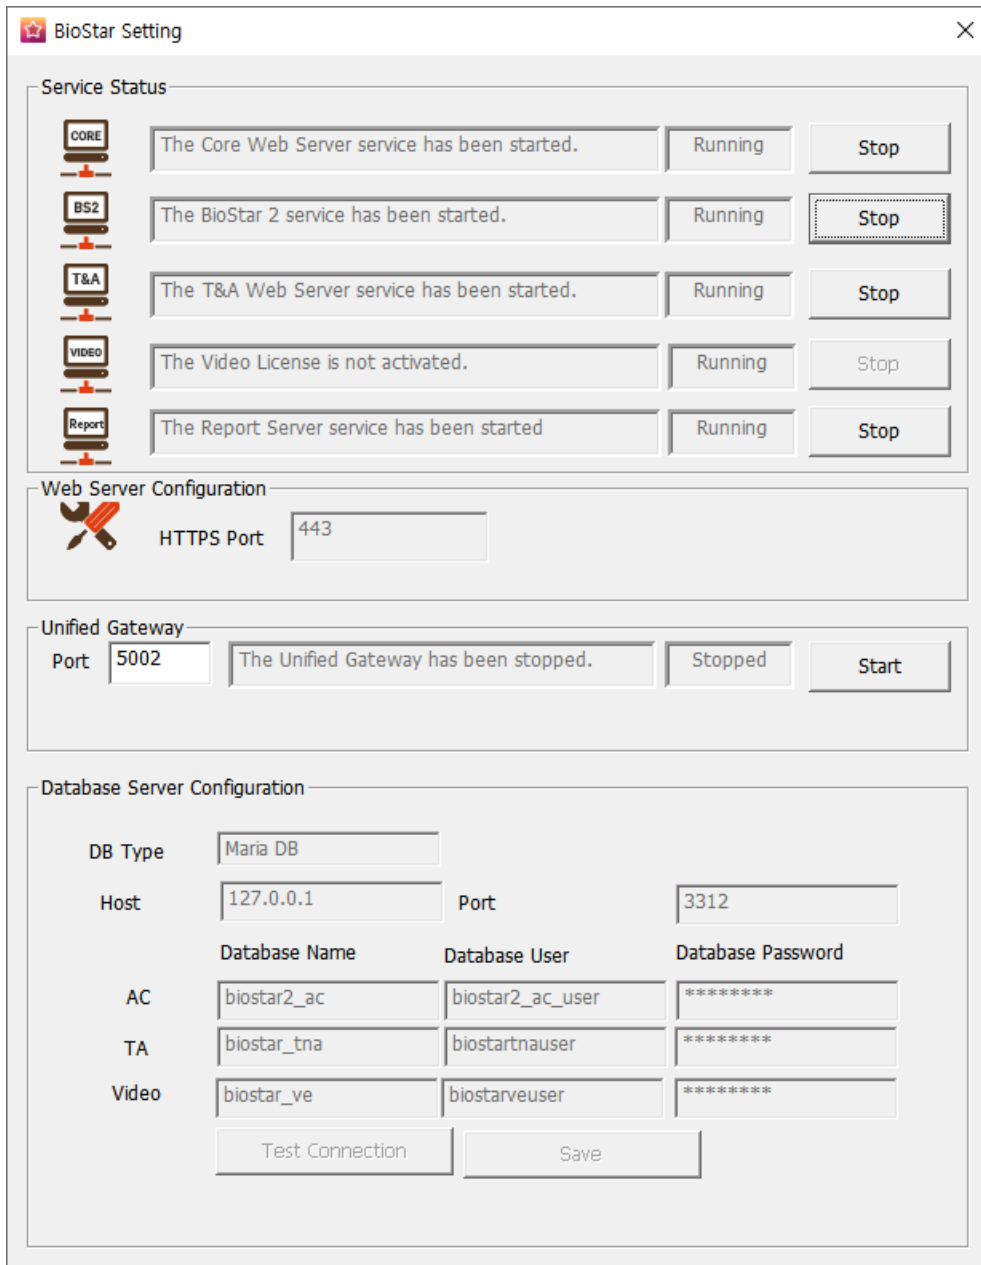 BioStar Setting
Service Status
CORE
The Core Web Server service has been started.
Running
Stop
BS2
The BioStar 2 service has been started.
Running
Stop
T&A
The T&A Web Server service has been started.
Running
Stop
VIDEO
The Video License is not activated.
Running
Stop
Report
The Report Server service has been started
Running
Stop
Web Server Configuration
HTTPS Port
443
Unified Gateway
Port
5002
The Unified Gateway has been stopped.
Stopped
Start
Database Server Configuration
DB Type
Maria DB
Host
127.0.0.1
Port
3312
Database Name
Database User
Database Password
AC
biostar2_ac
biostar2_ac_user
********
TA
biostar_tna
biostartnauser
********
Video
biostar_ve
biostarveuser
********
Test Connection
Save